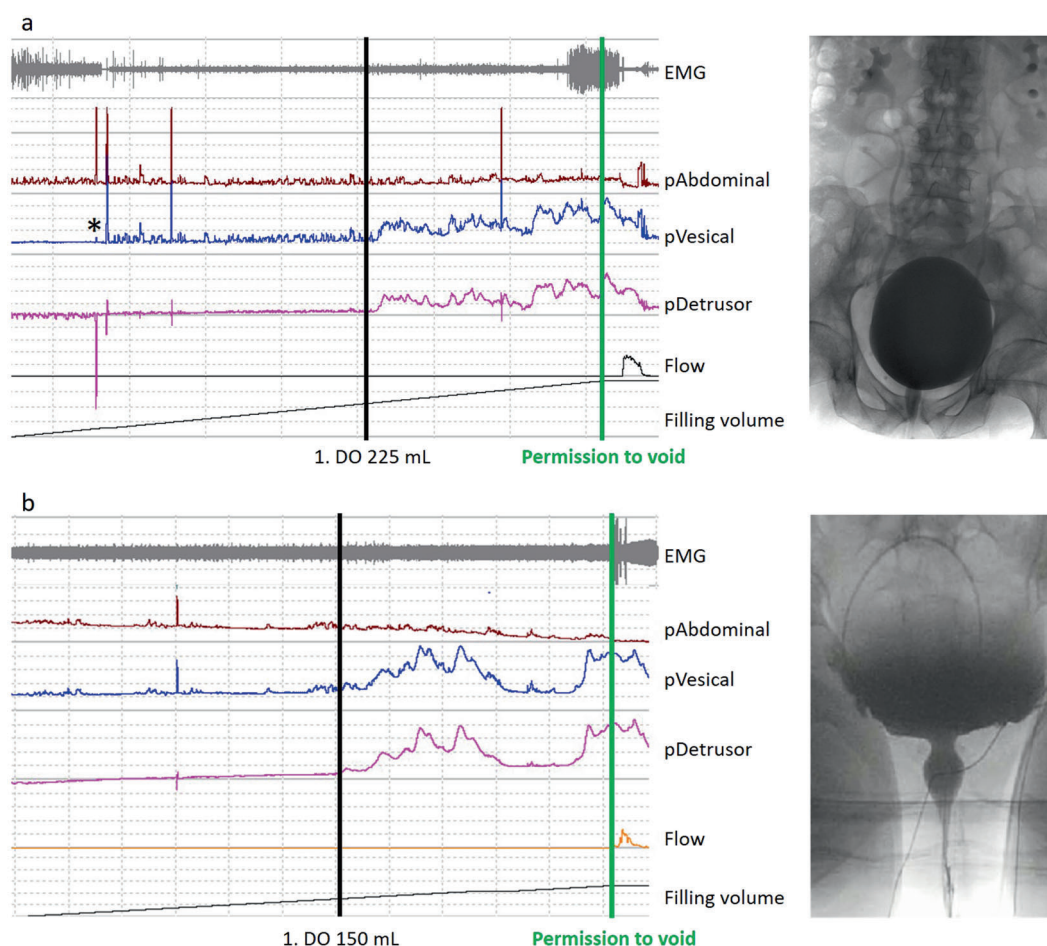 a
EMG
pAbdominal
*
pVesical
pDetrusor
Flow
Filling volume
1. DO 225 mL
Permission to void
b
EMG
pAbdominal
pVesical
pDetrusor
Flow
Filling volume
1. DO 150 mL
Permission to void